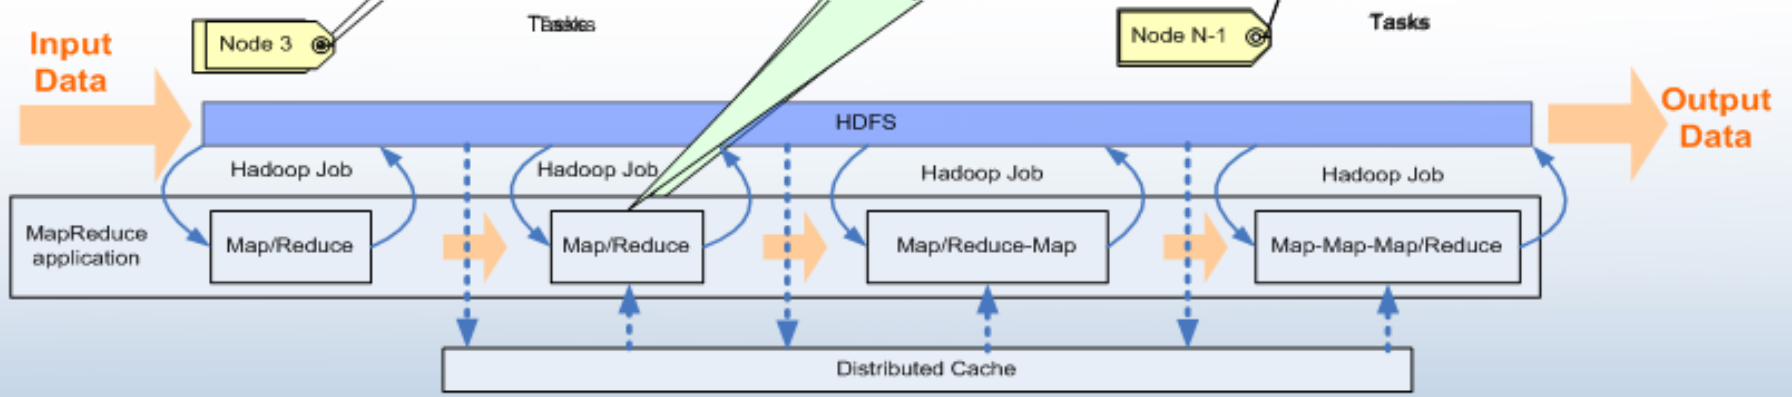 Input
Data
Node 3
Tasks
Node N-1
Tasks
Output
Data
HDFS
Hadoop Job
Hadoop Job
Hadoop Job
Hadoop Job
MapReduce
application
Map/Reduce
Map/Reduce
Map/Reduce-Map
Map-Map-Map/Reduce
Distributed Cache